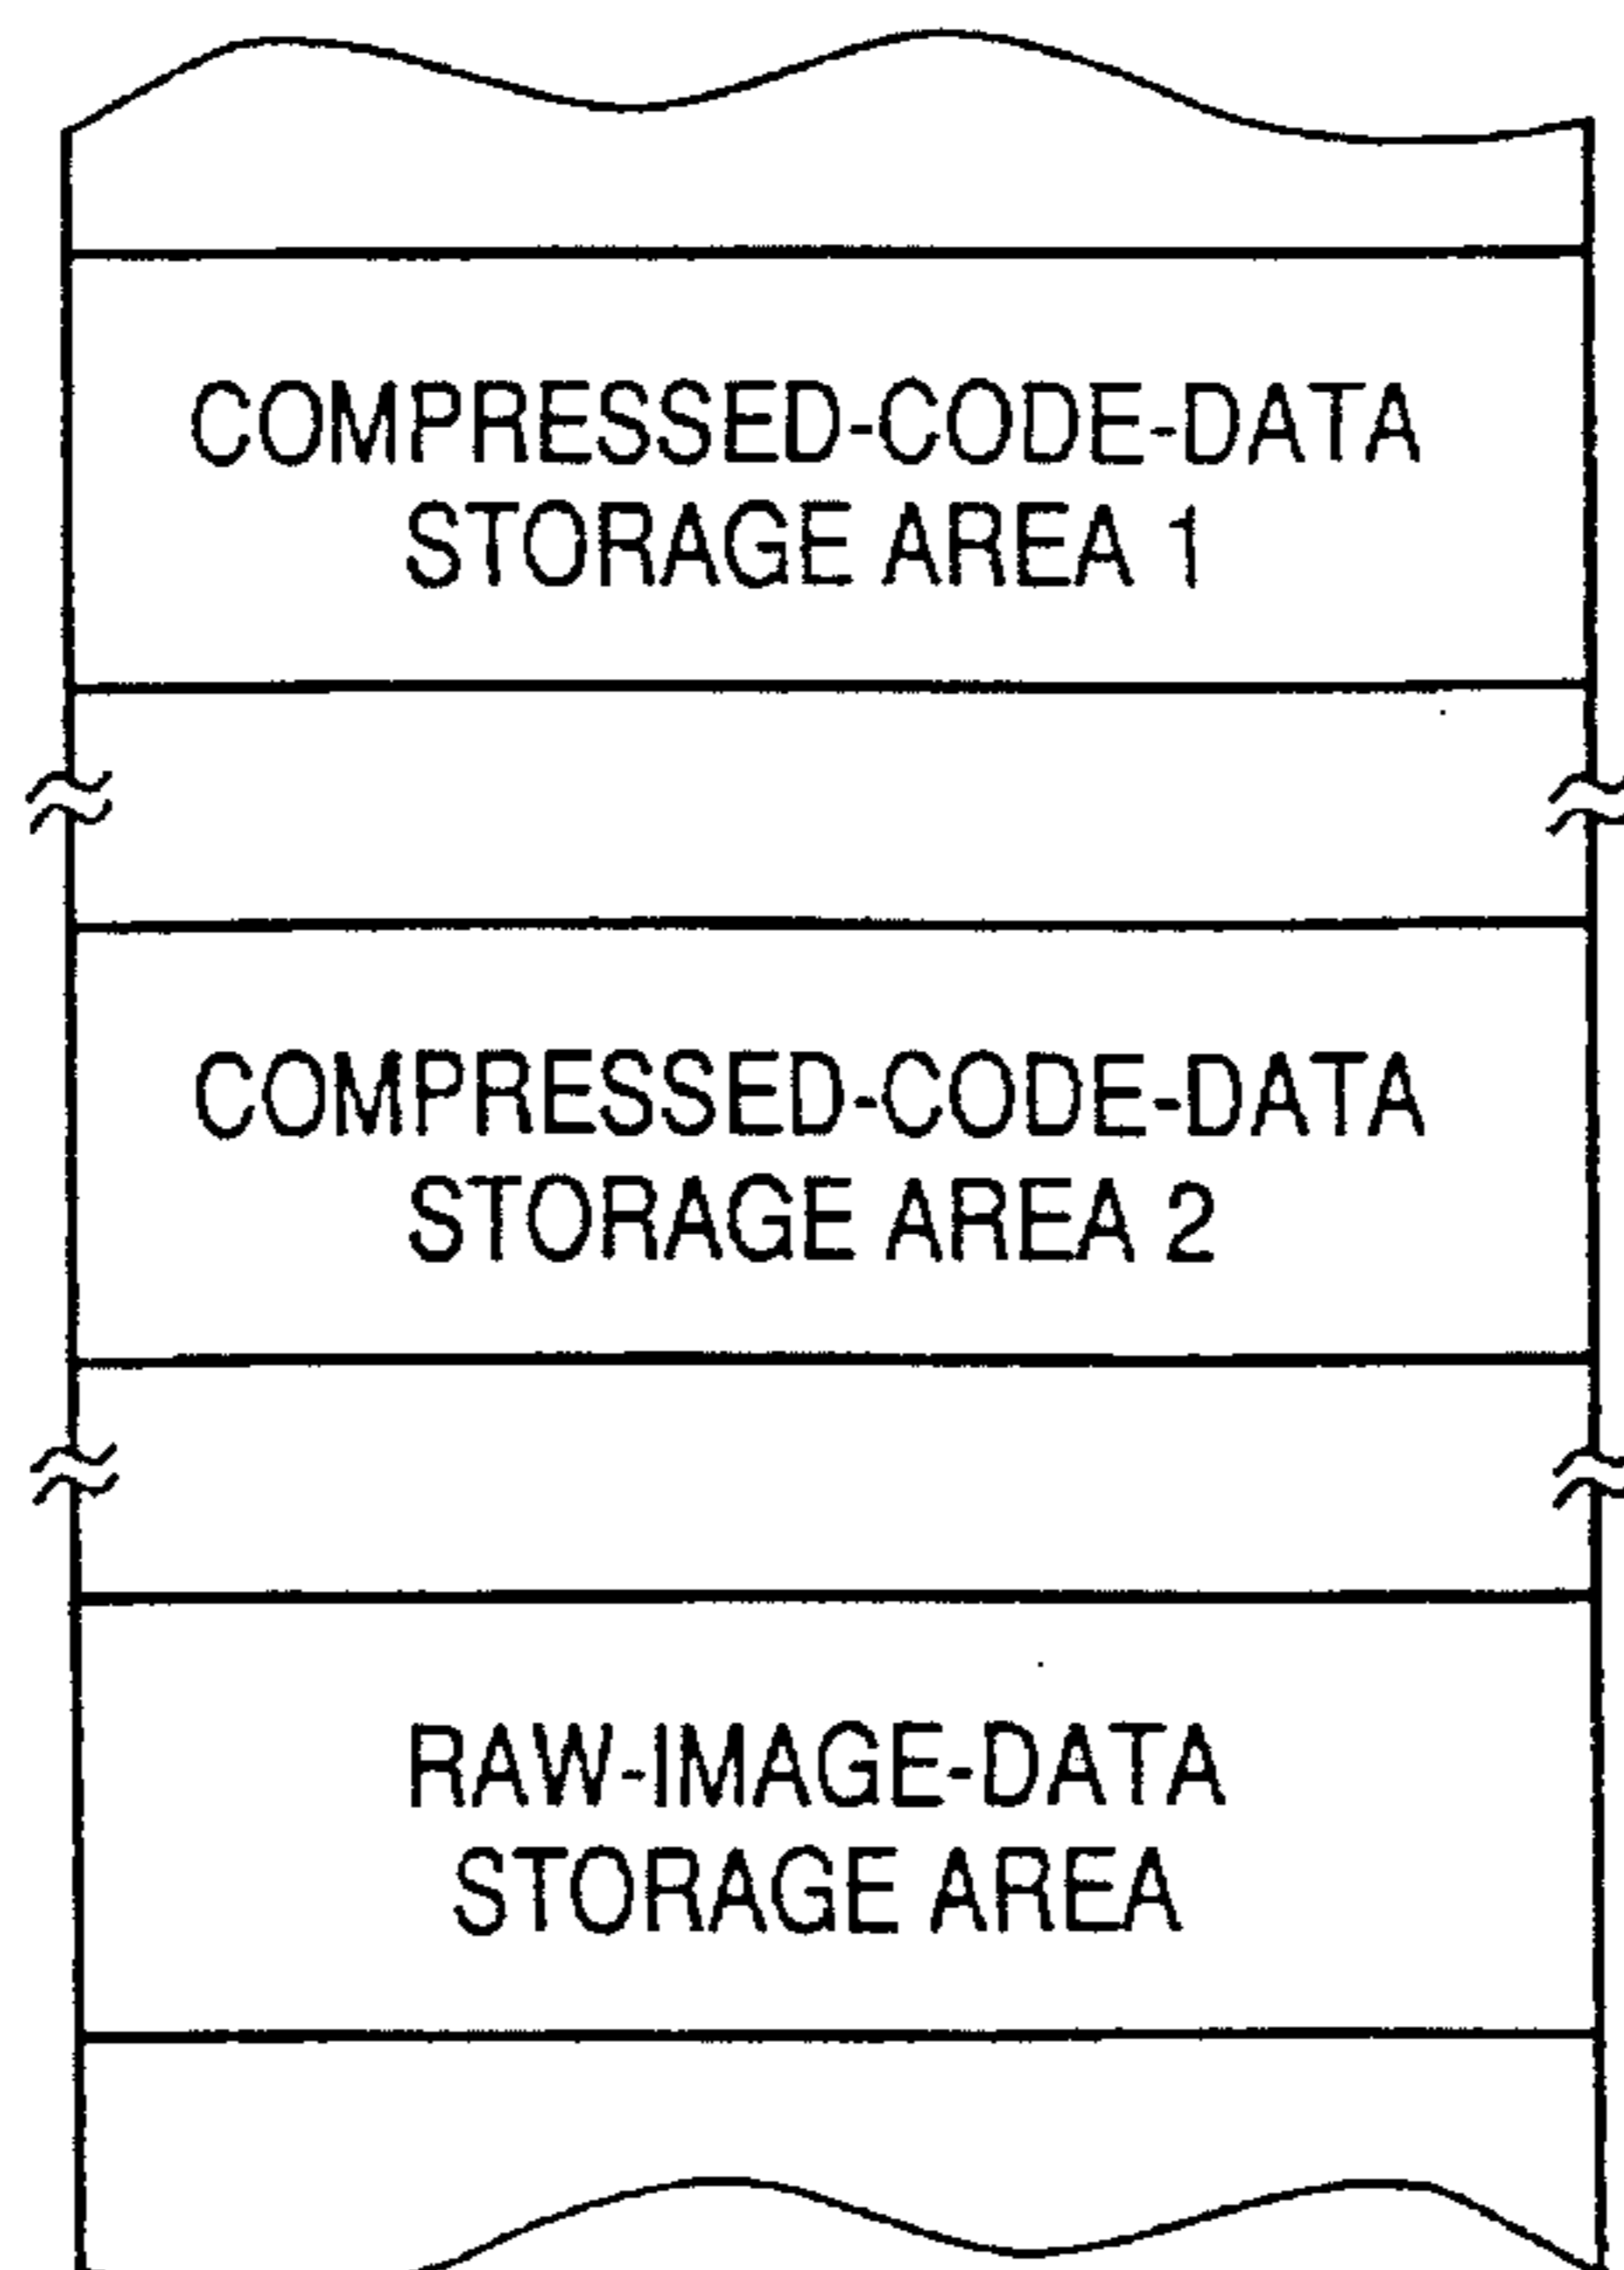 COMPRESSED-CODE-DATA
STORAGE AREA 1
COMPRESSED-CODE-DATA
STORAGE AREA 2
RAW-IMAGE-DATA
STORAGE AREA